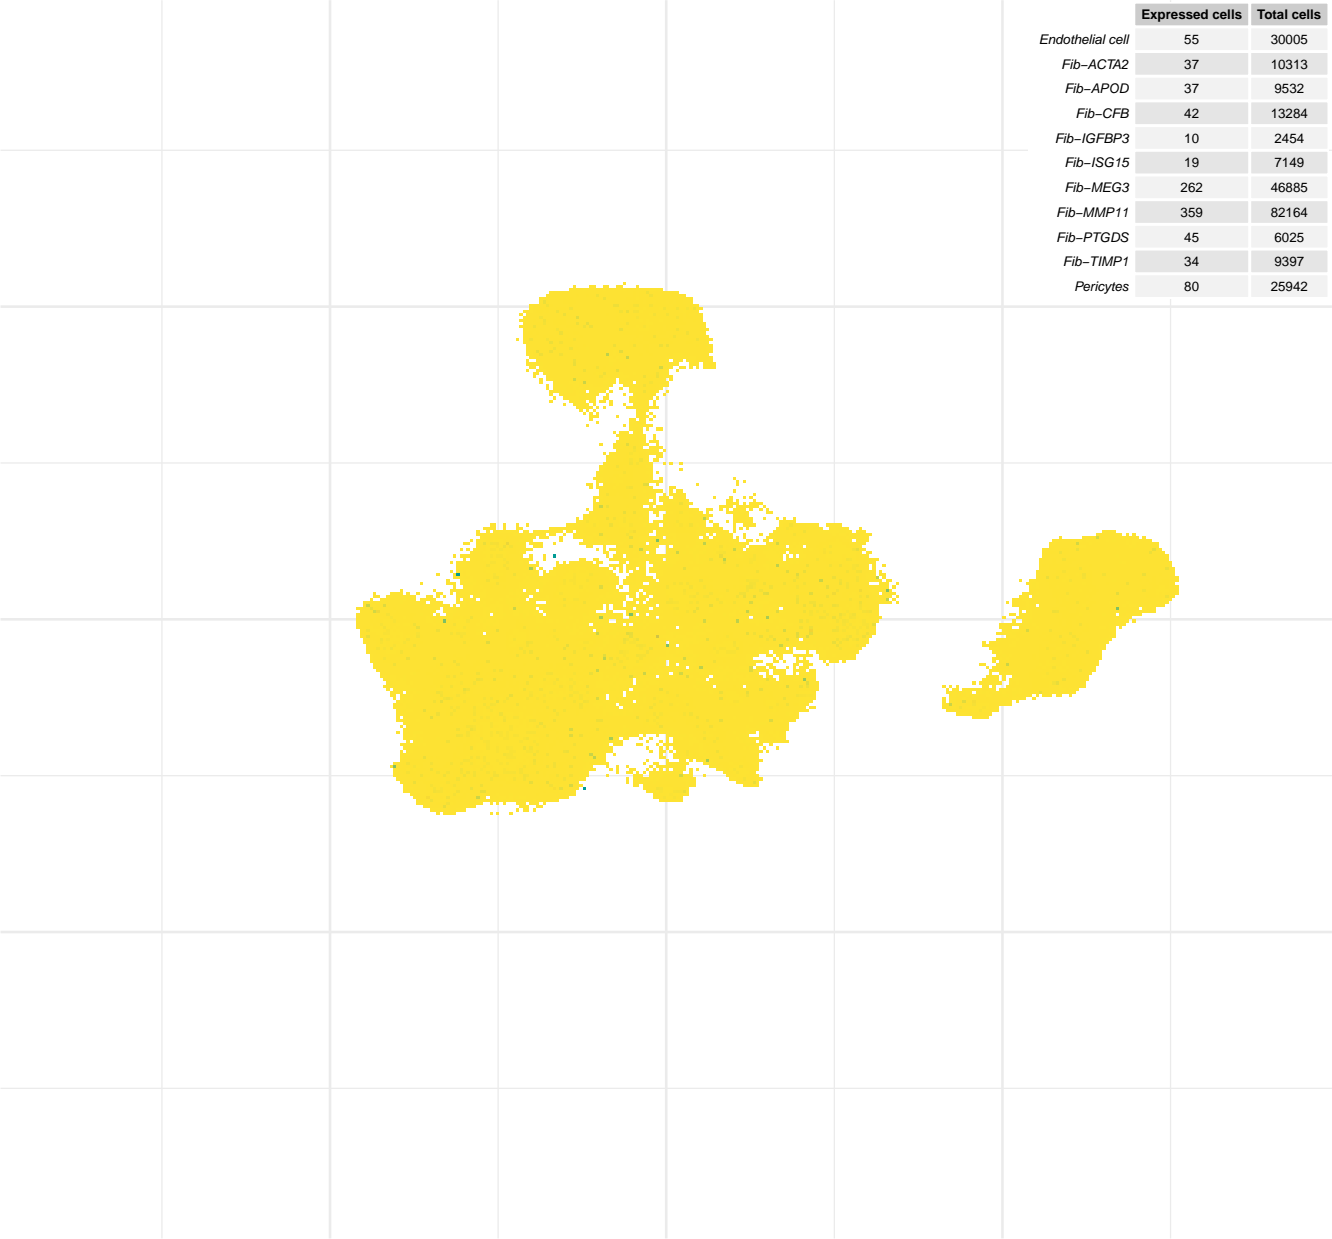 Expressed cells Total cells
Endothelial cell 55 30005
Fib−ACTA2 37 10313
Fib−APOD 37 9532
Fib−CFB 42 13284
Fib−IGFBP3 10 2454
Fib−ISG15 19 7149
Fib−MEG3 262 46885
Fib−MMP11 359 82164
Fib−PTGDS 45 6025
Fib−TIMP1 34 9397
Pericytes 80 25942